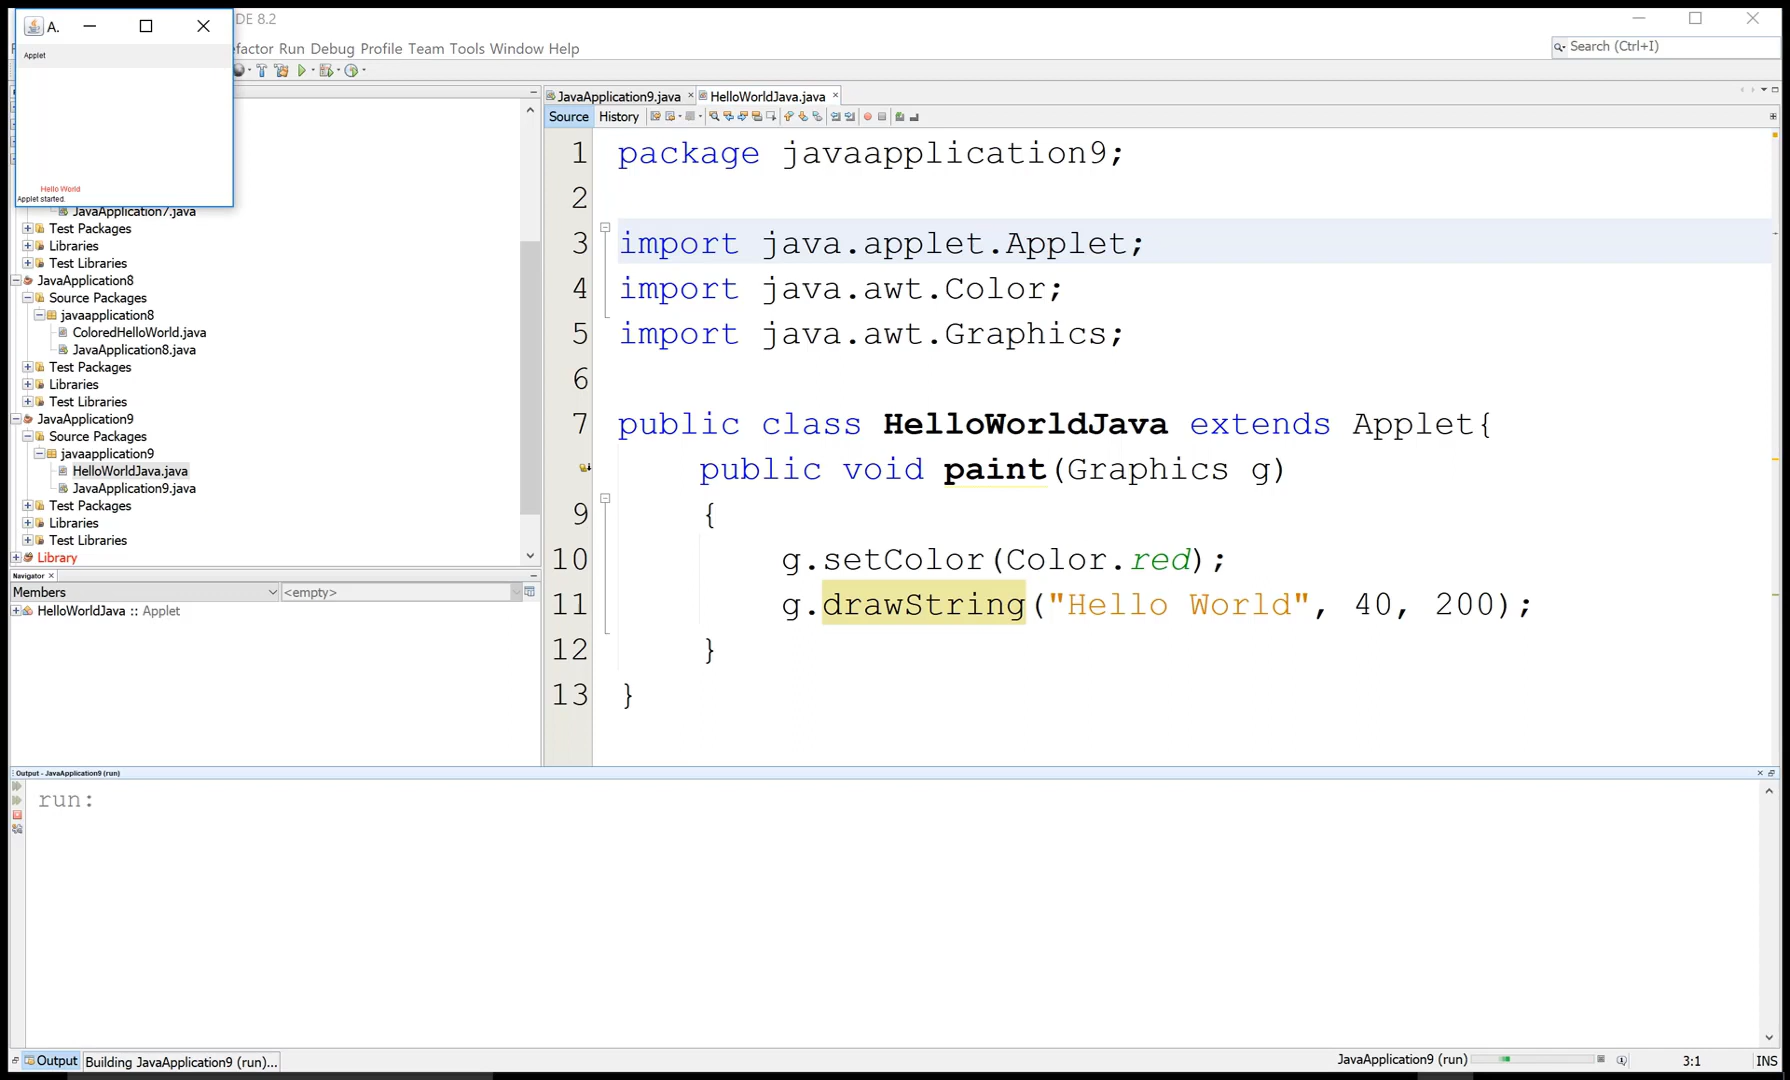 A.
DE 8.2
efactor Run Debug Profile Team Tools Window Help
Search (Ctrl+I)
Applet
Hello World
Applet started.
JavaApplication7.java
Test Packages
Libraries
Test Libraries
JavaApplication8
Source Packages
javaapplication8
ColoredHelloWorld.java
JavaApplication8.java
Test Packages
Libraries
Test Libraries
JavaApplication9
Source Packages
javaapplication9
HelloWorldJava.java
JavaApplication9.java
Test Packages
Libraries
Test Libraries
Library
Navigator
Members <empty>
HelloWorldJava :: Applet
JavaApplication9.java HelloWorldJava.java
Source History
1 package javaapplication9;
2
3 import java.applet.Applet;
4 import java.awt.Color;
5 import java.awt.Graphics;
6
7 public class HelloWorldJava extends Applet{
public void paint(Graphics g)
9 {
10 g.setColor(Color.red);
11 g.drawString("Hello World", 40, 200);
12 }
13 }
Output - JavaApplication9 (run)
run:
Output Building JavaApplication9 (run)... JavaApplication9 (run) 3:1 INS